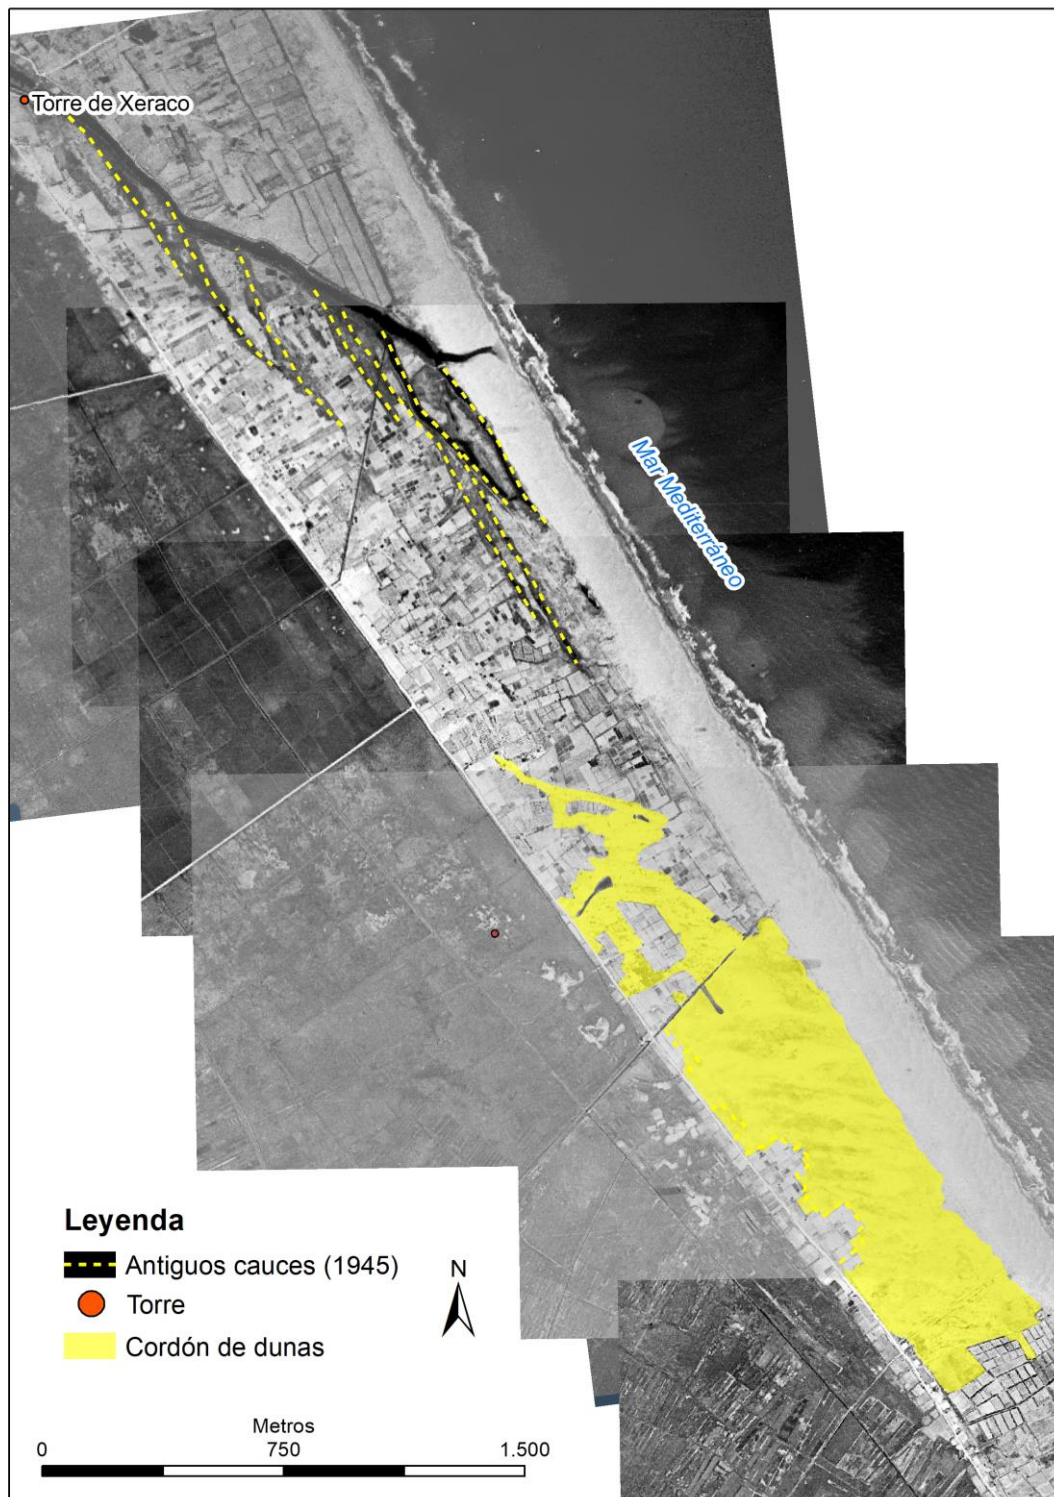 Torre de Xeraco
Mar Mediterráneo
Leyenda
Antiguos cauces (1945)
Torre
Cordón de dunas
N
Metros
0 750 1.500